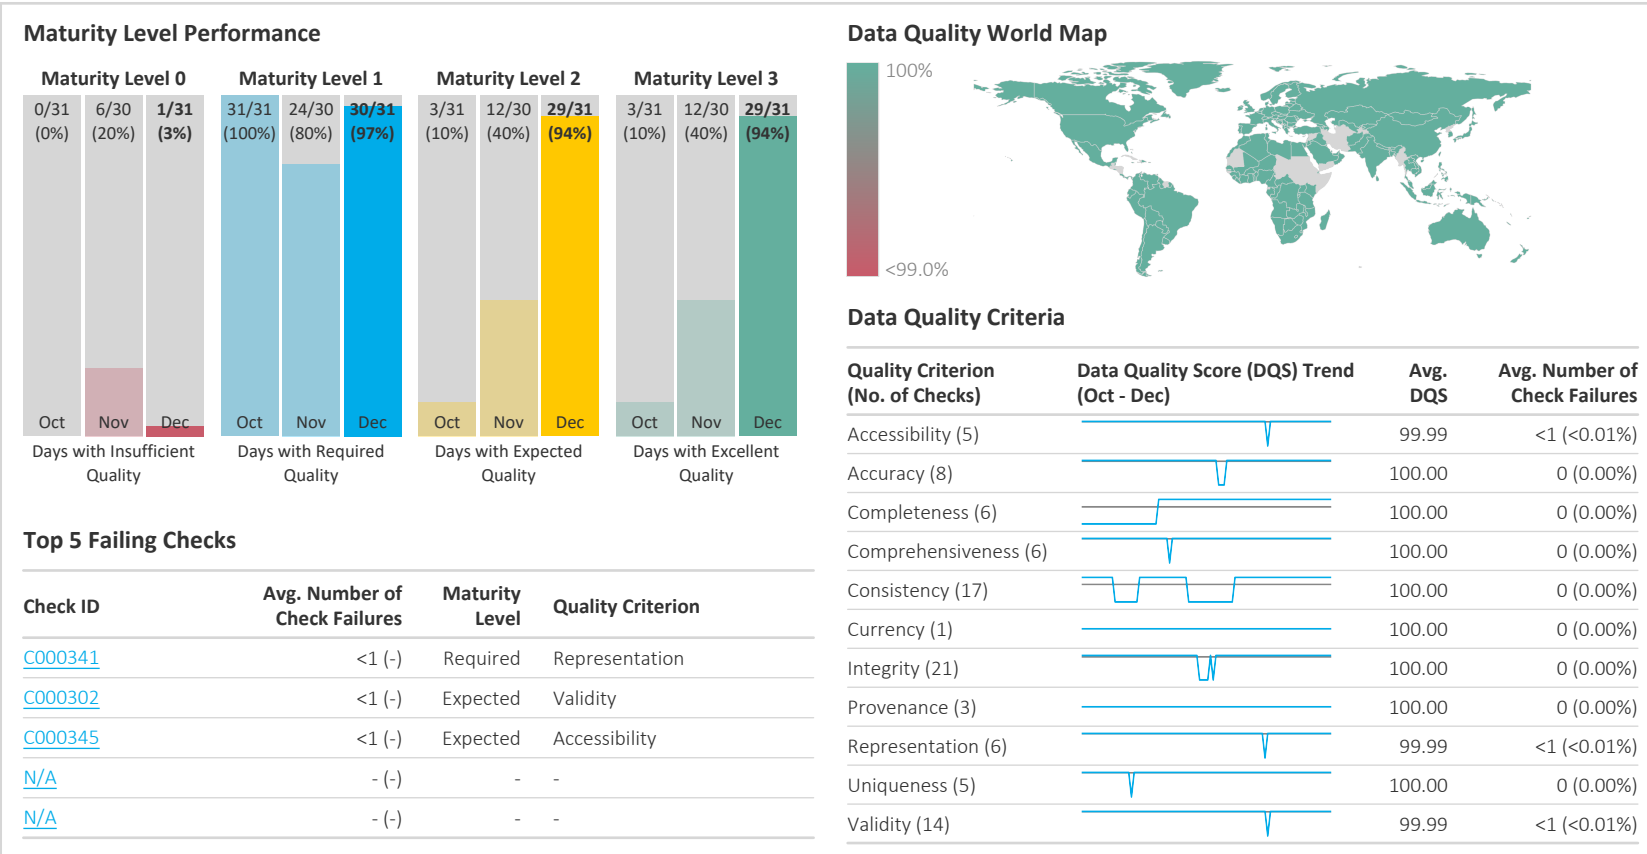 Maturity Level Performance
Maturity Level 0
Maturity Level 1
Maturity Level 2
Maturity Level 3
0/31 6/30 1/31
(0%) (20%) (3%)
31/31 24/30 30/31
(100%) (80%) (97%)
3/31 12/30 29/31
(10%) (40%) (94%)
3/31 12/30 29/31
(10%) (40%) (94%)
Oct Nov Dec
Oct Nov Dec
Oct Nov Dec
Oct Nov Dec
Days with Insufficient
Quality
Days with Required
Quality
Days with Expected
Quality
Days with Excellent
Quality
Top 5 Failing Checks
Check ID
Avg. Number of
Check Failures
Maturity
Level
Quality Criterion
C000341 <1 (-) Required Representation
C000302 <1 (-) Expected Validity
C000345 <1 (-) Expected Accessibility
N/A - (-) - -
N/A - (-) - -
Data Quality World Map
100%
<99.0%
Data Quality Criteria
Quality Criterion
(No. of Checks)
Data Quality Score (DQS) Trend
(Oct - Dec)
Avg.
DQS
Avg. Number of
Check Failures
Accessibility (5) 99.99 <1 (<0.01%)
Accuracy (8) 100.00 0 (0.00%)
Completeness (6) 100.00 0 (0.00%)
Comprehensiveness (6) 100.00 0 (0.00%)
Consistency (17) 100.00 0 (0.00%)
Currency (1) 100.00 0 (0.00%)
Integrity (21) 100.00 0 (0.00%)
Provenance (3) 100.00 0 (0.00%)
Representation (6) 99.99 <1 (<0.01%)
Uniqueness (5) 100.00 0 (0.00%)
Validity (14) 99.99 <1 (<0.01%)